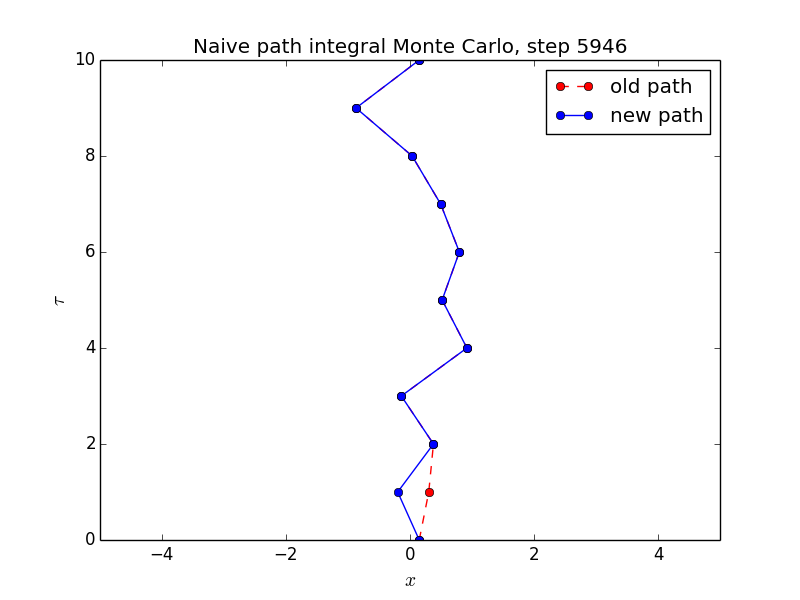 Naive path integral Monte Carlo, step 5946
old path
new path
10
8
6
4
2
0
τ
−4
−2
0
2
4
x